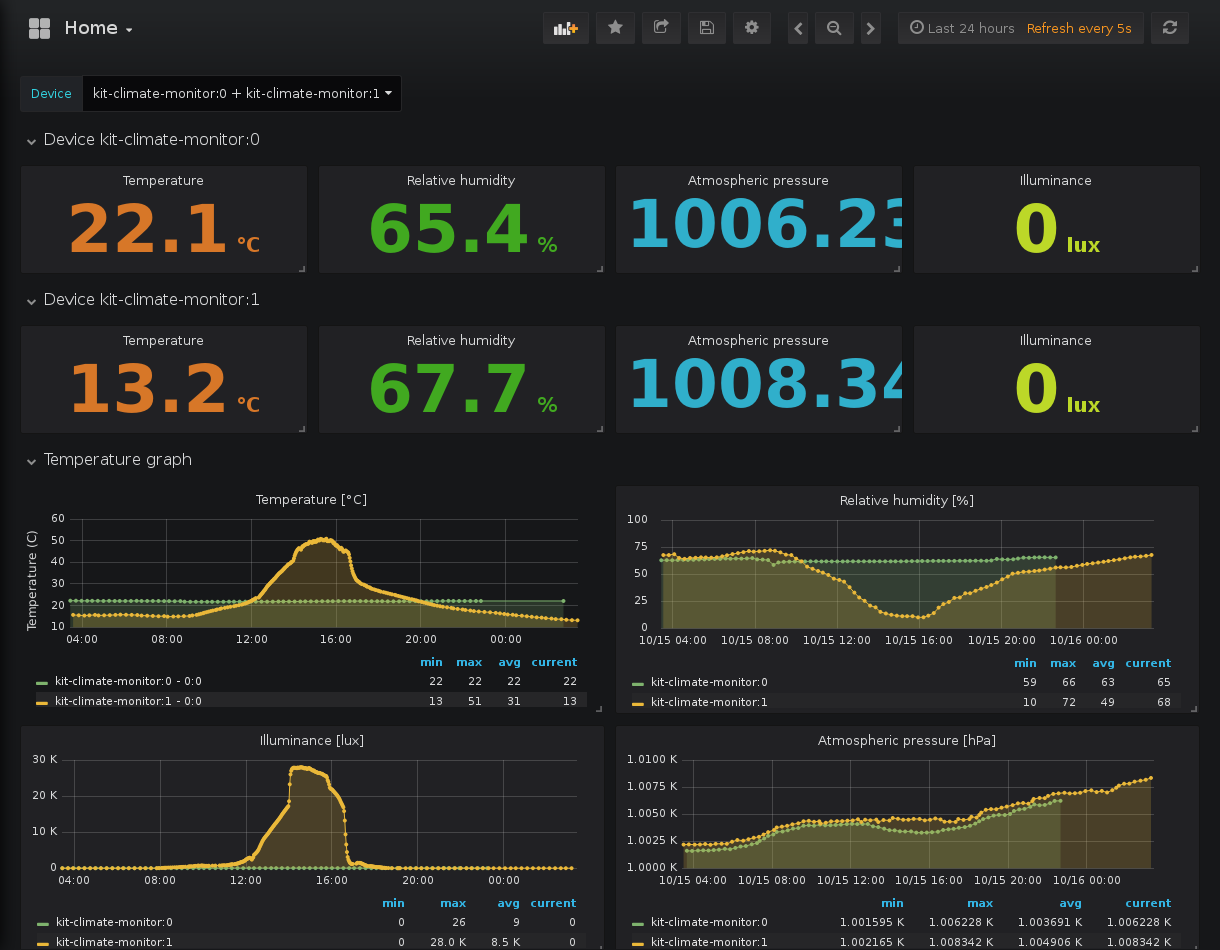 Home
Last 24 hours Refresh every 5s
Device kit-climate-monitor:0 + kit-climate-monitor:1
Device kit-climate-monitor:0
Temperature Relative humidity Atmospheric pressure Illuminance
22.1 °C 65.4 % 1006.23 0 lux
Device kit-climate-monitor:1
Temperature Relative humidity Atmospheric pressure Illuminance
13.2 °C 67.7 % 1008.34 0 lux
Temperature graph
Temperature [°C]
Temperature (C)
60
50
40
30
20
10
04:00 08:00 12:00 16:00 20:00 00:00
min max avg current
kit-climate-monitor:0 - 0:0 22 22 22 22
kit-climate-monitor:1 - 0:0 13 51 31 13
Relative humidity [%]
100
75
50
25
0
10/15 04:00 10/15 08:00 10/15 12:00 10/15 16:00 10/15 20:00 10/16 00:00
min max avg current
kit-climate-monitor:0 59 66 63 65
kit-climate-monitor:1 10 72 49 68
Illuminance [lux]
30 K
20 K
10 K
0
04:00 08:00 12:00 16:00 20:00 00:00
min max avg current
kit-climate-monitor:0 0 26 9 0
kit-climate-monitor:1 0 28.0 K 8.5 K 0
Atmospheric pressure [hPa]
1.0100 K
1.0075 K
1.0050 K
1.0025 K
1.0000 K
10/15 04:00 10/15 08:00 10/15 12:00 10/15 16:00 10/15 20:00 10/16 00:00
min max avg current
kit-climate-monitor:0 1.001595 K 1.006228 K 1.003691 K 1.006228 K
kit-climate-monitor:1 1.002165 K 1.008342 K 1.004906 K 1.008342 K